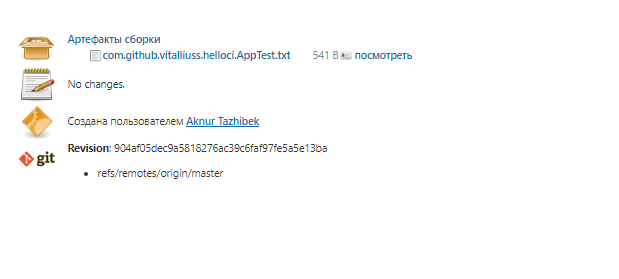 Артефакты сборки
com.github.vitalliuss.helloci.AppTest.txt 541 B посмотреть
No changes.
Создана пользователем Aknur Tazhibek
git Revision: 904af05dec9a5818276ac39c6faf97fe5a5e13ba
refs/remotes/origin/master